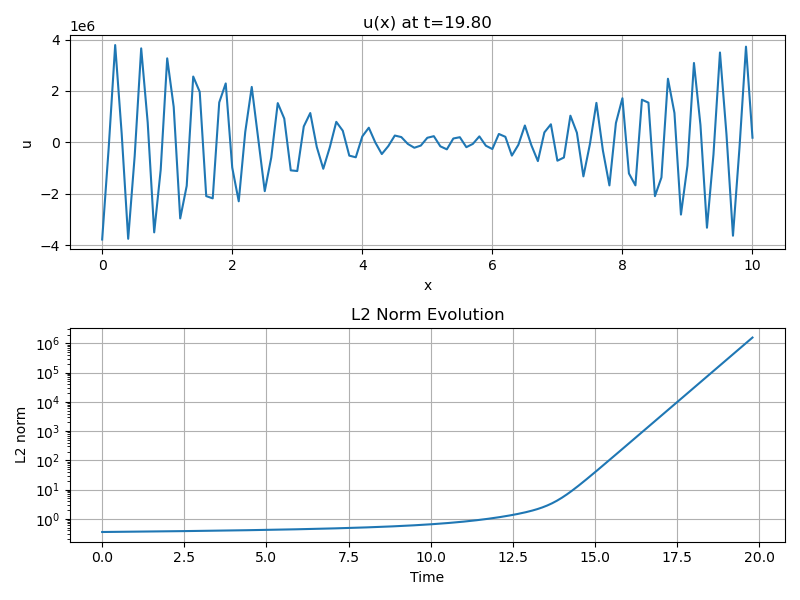 u(x) at t=19.80
1e6
4
2
0
−2
−4
u
0 2 4 6 8 10
x
L2 Norm Evolution
10⁶
10⁵
10⁴
10³
10²
10¹
10⁰
L2 norm
0.0 2.5 5.0 7.5 10.0 12.5 15.0 17.5 20.0
Time